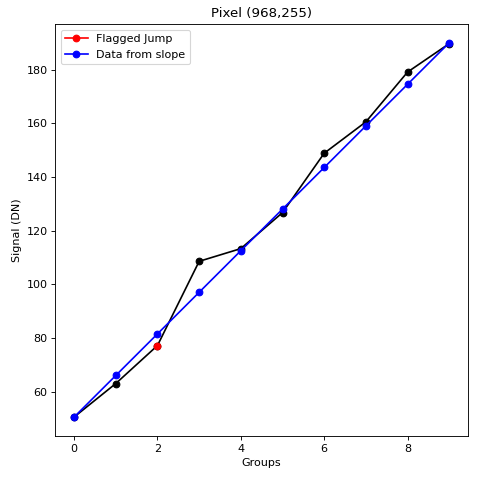 Pixel (968,255)
Flagged Jump
Data from slope
Signal (DN)
180
160
140
120
100
80
60
0 2 4 6 8
Groups